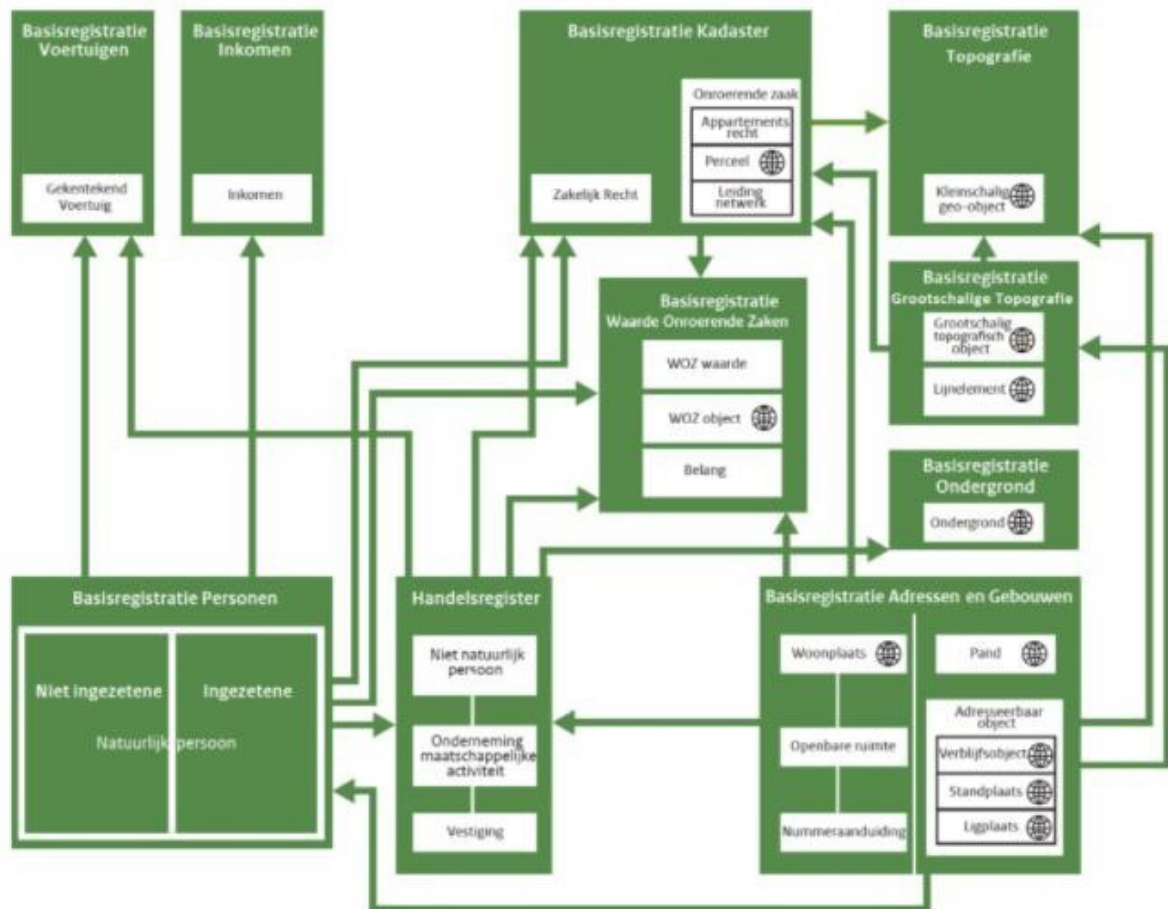 Basisregistratie
Voertuigen
Gekentekend
Voertuig
Basisregistratie
Inkomen
Inkomen
Basisregistratie Kadaster
Onroerende zaak
Appartements
recht
Perceel
Leiding
netwerk
Zakelijk Recht
Basisregistratie
Topografie
Kleinschalig
geo-object
Basisregistratie
Grootschalige Topografie
Grootschalig
topografisch
object
Lijnelement
Basisregistratie
Waarde Onroerende Zaken
WOZ waarde
WOZ object
Belang
Basisregistratie
Ondergrond
Ondergrond
Basisregistratie Personen
Niet ingezetene
Ingezetene
Natuurlijk persoon
Handelsregister
Niet natuurlijk
persoon
Onderneming
maatschappelijke
activiteit
Vestiging
Basisregistratie Adressen en Gebouwen
Woonplaats
Openbare ruimte
Nummeraanduiding
Pand
Adresseerbaar
object
Verblijfsobject
Standplaats
Ligplaats